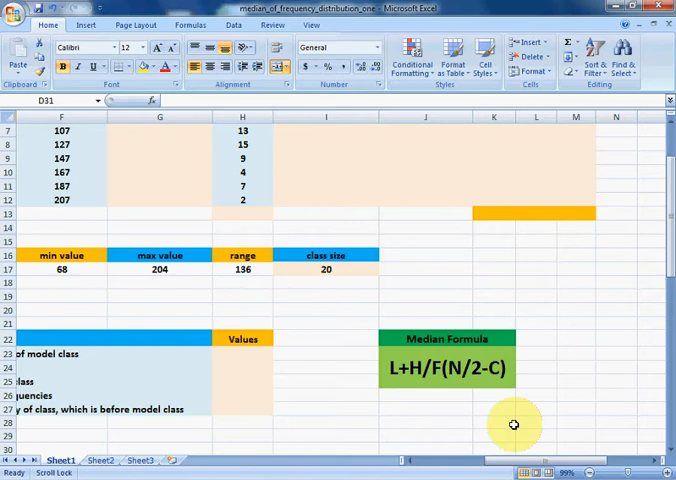 median_of_frequency_distribution_one - Microsoft Excel
Home Insert Page Layout Formulas Data Review View
Paste
Calibri 12
B I U
A A
General
$ % ,
Conditional Formatting
Format as Table
Cell Styles
Insert
Delete
Format
Sort & Filter
Find & Select
Clipboard Font Alignment Number Styles Cells Editing
D31 fx
F G H I J K L M N
7 107 13
8 127 15
9 147 9
10 167 4
11 187 7
12 207 2
13
14
15
16 min value max value range class size
17 68 204 136 20
18
19
20
21
22 Values Median Formula
23 of model class
24 L+H/F(N/2-C)
25 class
26 quencies
27 y of class, which is before model class
28
29
30
Sheet1 Sheet2 Sheet3
Ready Scroll Lock 99%